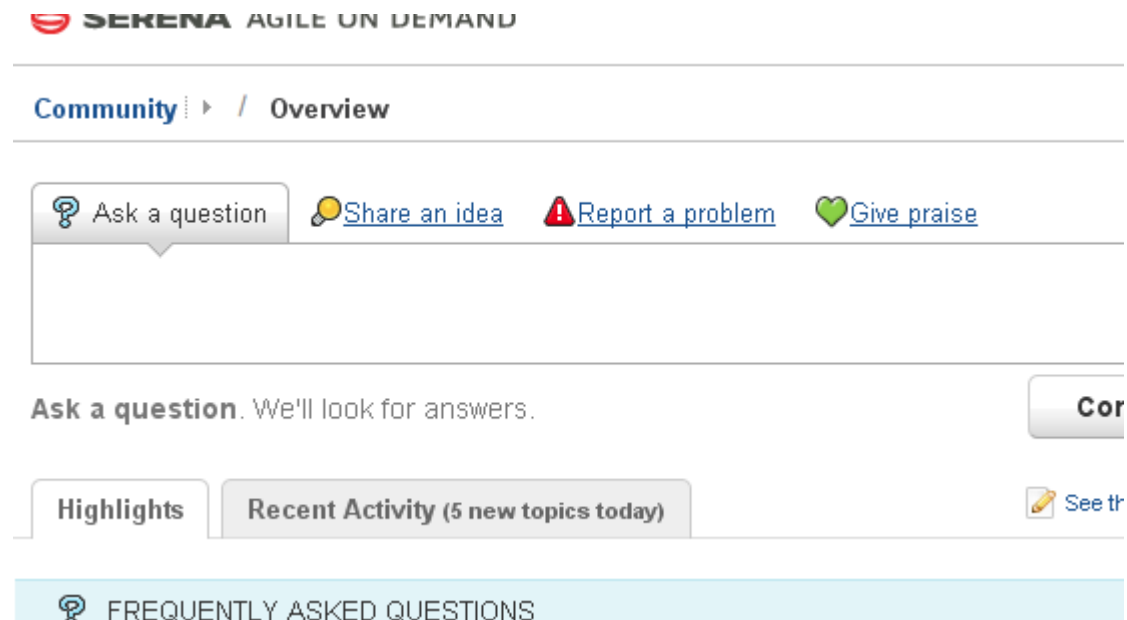 SERENA AGILE ON DEMAND
Community / Overview
Ask a question Share an idea Report a problem Give praise
Ask a question. We'll look for answers.
Highlights Recent Activity (5 new topics today) See
FREQUENTLY ASKED QUESTIONS